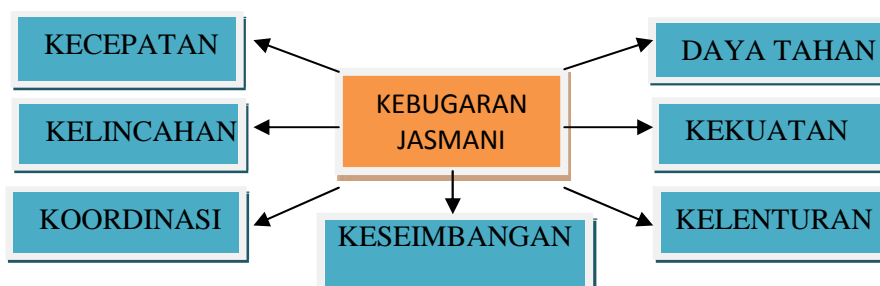 KECEPATAN
DAYA TAHAN
KEBUGARAN
JASMANI
KELINCAHAN
KEKUATAN
KOORDINASI
KESEIMBANGAN
KELENTURAN